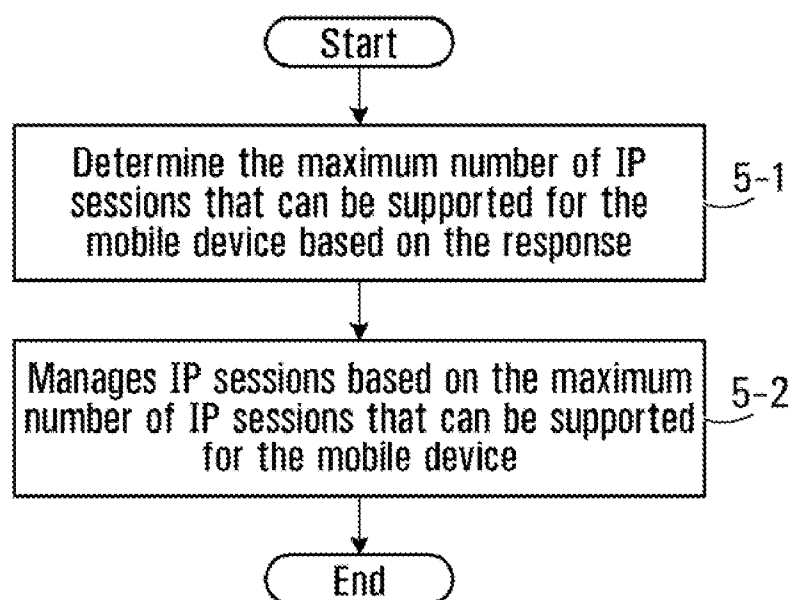 Start
Determine the maximum number of IP
sessions that can be supported for the
mobile device based on the response
5-1
Manages IP sessions based on the maximum
number of IP sessions that can be supported
for the mobile device
5-2
End